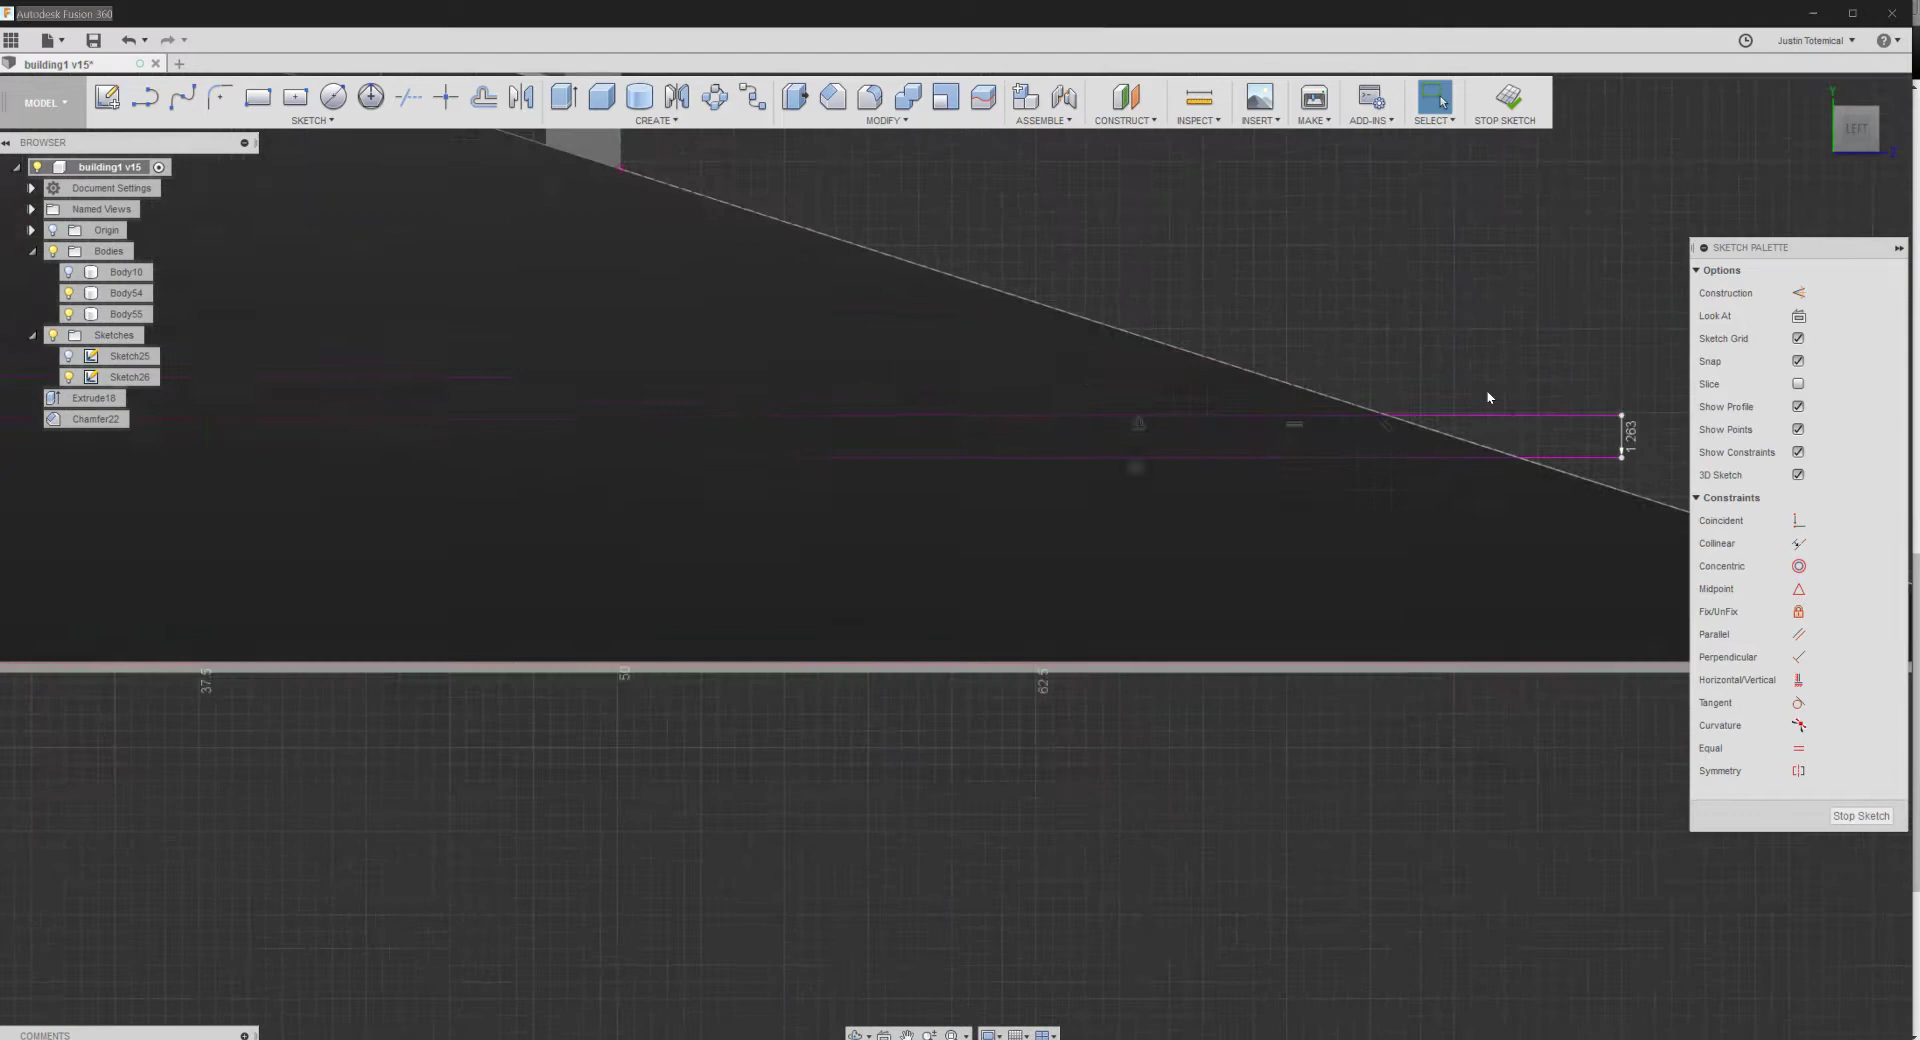 Autodesk Fusion 360
Justin Totemical
building1 v15*
MODEL
SKETCH
CREATE
MODIFY
ASSEMBLE
CONSTRUCT
INSPECT
INSERT
MAKE
ADD-INS
SELECT
STOP SKETCH
Y
LEFT
Z
BROWSER
building1 v15
Document Settings
Named Views
Origin
Bodies
Body10
Body54
Body55
Sketches
Sketch25
Sketch26
Extrude18
Chamfer22
1.263
37.5
50
62.5
SKETCH PALETTE
Options
Construction
Look At
Sketch Grid
Snap
Slice
Show Profile
Show Points
Show Constraints
3D Sketch
Constraints
Coincident
Collinear
Concentric
Midpoint
Fix/UnFix
Parallel
Perpendicular
Horizontal/Vertical
Tangent
Curvature
Equal
Symmetry
Stop Sketch
COMMENTS